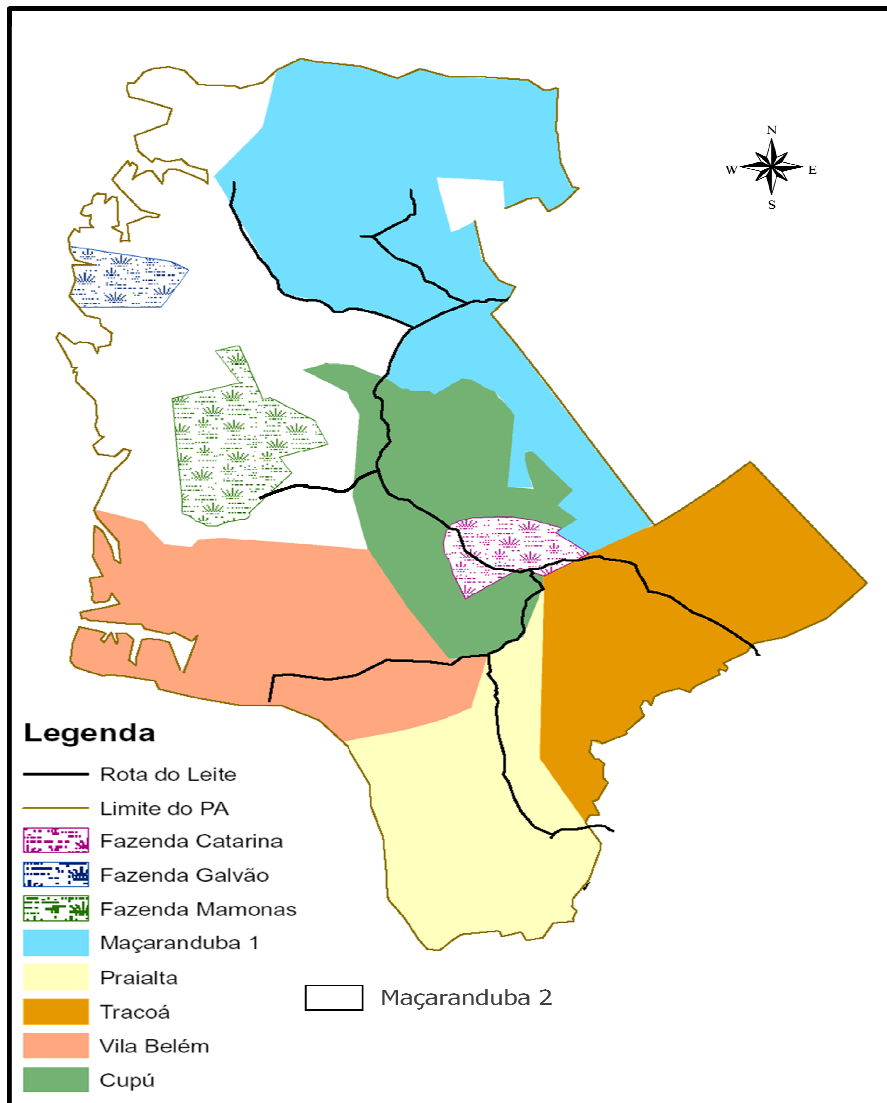 N
W E
S
Legenda
Rota do Leite
Limite do PA
Fazenda Catarina
Fazenda Galvão
Fazenda Mamonas
Maçaranduba 1
Praialta
Maçaranduba 2
Tracoá
Vila Belém
Cupú